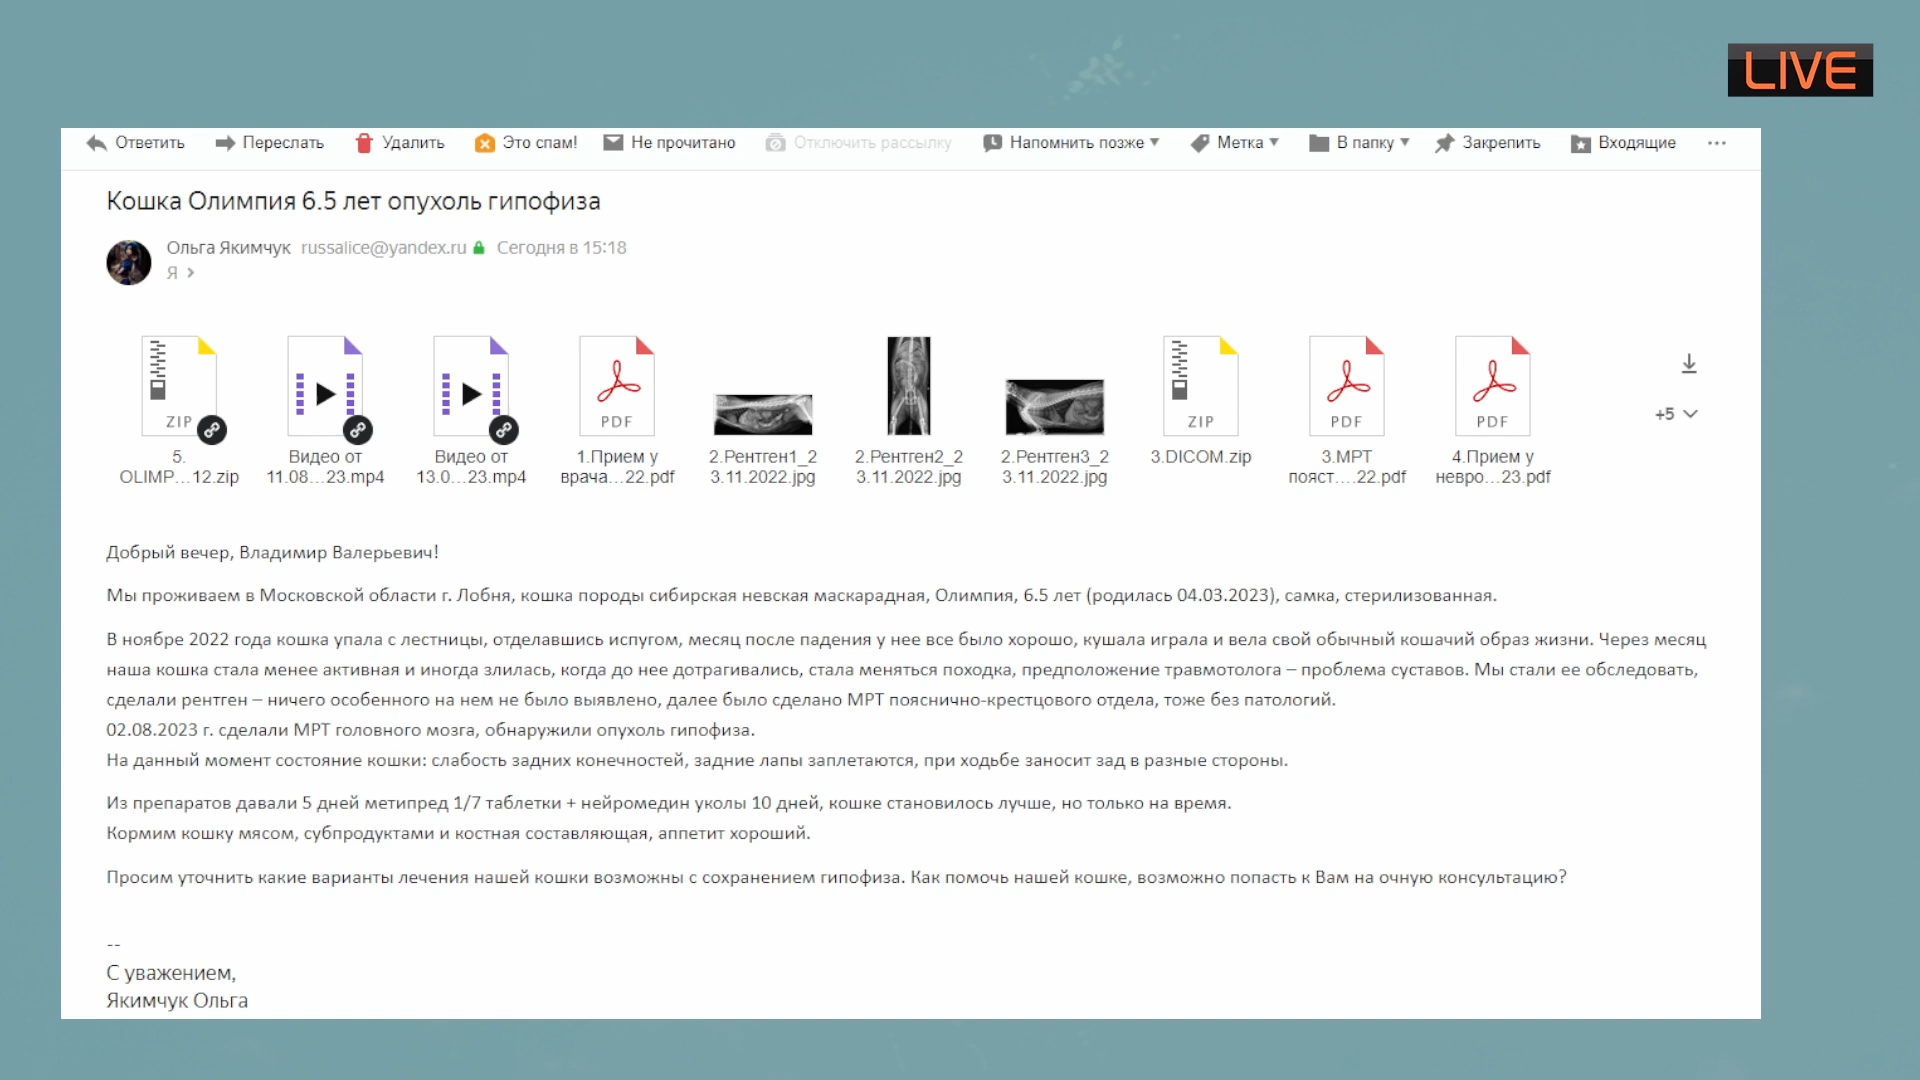 LIVE
Ответить Переслать Удалить Это спам! Не прочитано Отключить рассылку Напомнить позже Метка В папку Закрепить Входящие
Кошка Олимпия 6.5 лет опухоль гипофиза
Ольга Якимчук russalice@yandex.ru Сегодня в 15:18
Я
ZIP PDF ZIP PDF PDF
+5
5. Видео от Видео от 1.Прием у 2.Рентген1_2 2.Рентген2_2 2.Рентген3_2 3.DICOM.zip 3.МРТ 4.Прием у
OLIMP...12.zip 11.08...23.mp4 13.0...23.mp4 врача...22.pdf 3.11.2022.jpg 3.11.2022.jpg 3.11.2022.jpg пояст....22.pdf невро...23.pdf
Добрый вечер, Владимир Валерьевич!
Мы проживаем в Московской области г. Лобня, кошка породы сибирская невская маскарадная, Олимпия, 6.5 лет (родилась 04.03.2023), самка, стерилизованная.
В ноябре 2022 года кошка упала с лестницы, отделавшись испугом, месяц после падения у нее все было хорошо, кушала играла и вела свой обычный кошачий образ жизни. Через месяц
наша кошка стала менее активная и иногда злилась, когда до нее дотрагивались, стала меняться походка, предположение травмотолога – проблема суставов. Мы стали ее обследовать,
сделали рентген – ничего особенного на нем не было выявлено, далее было сделано МРТ пояснично-крестцового отдела, тоже без патологий.
02.08.2023 г. сделали МРТ головного мозга, обнаружили опухоль гипофиза.
На данный момент состояние кошки: слабость задних конечностей, задние лапы заплетаются, при ходьбе заносит зад в разные стороны.
Из препаратов давали 5 дней метипред 1/7 таблетки + нейромедин уколы 10 дней, кошке становилось лучше, но только на время.
Кормим кошку мясом, субпродуктами и костная составляющая, аппетит хороший.
Просим уточнить какие варианты лечения нашей кошки возможны с сохранением гипофиза. Как помочь нашей кошке, возможно попасть к Вам на очную консультацию?
--
С уважением,
Якимчук Ольга